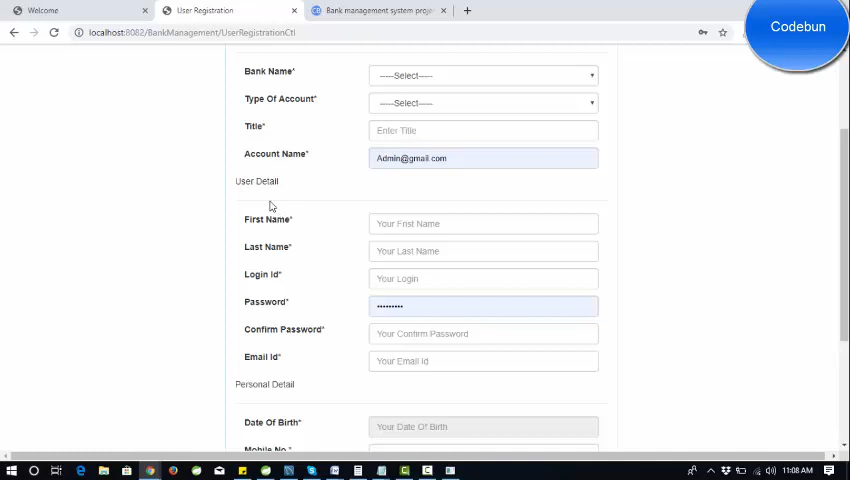 Welcome
User Registration
Bank management system proje
Codebun
localhost:8082/BankManagement/UserRegistrationCtl
Bank Name*
-----Select-----
Type Of Account*
-----Select-----
Title*
Enter Title
Account Name*
Admin@gmail com
User Detail
First Name*
Your Frist Name
Last Name*
Your Last Name
Login Id*
Your Login
Password*
Confirm Password*
Your Confirm Password
Email Id*
Your Email Id
Personal Detail
Date Of Birth*
Your Date Of Birth
Mobile No
11:08 AM